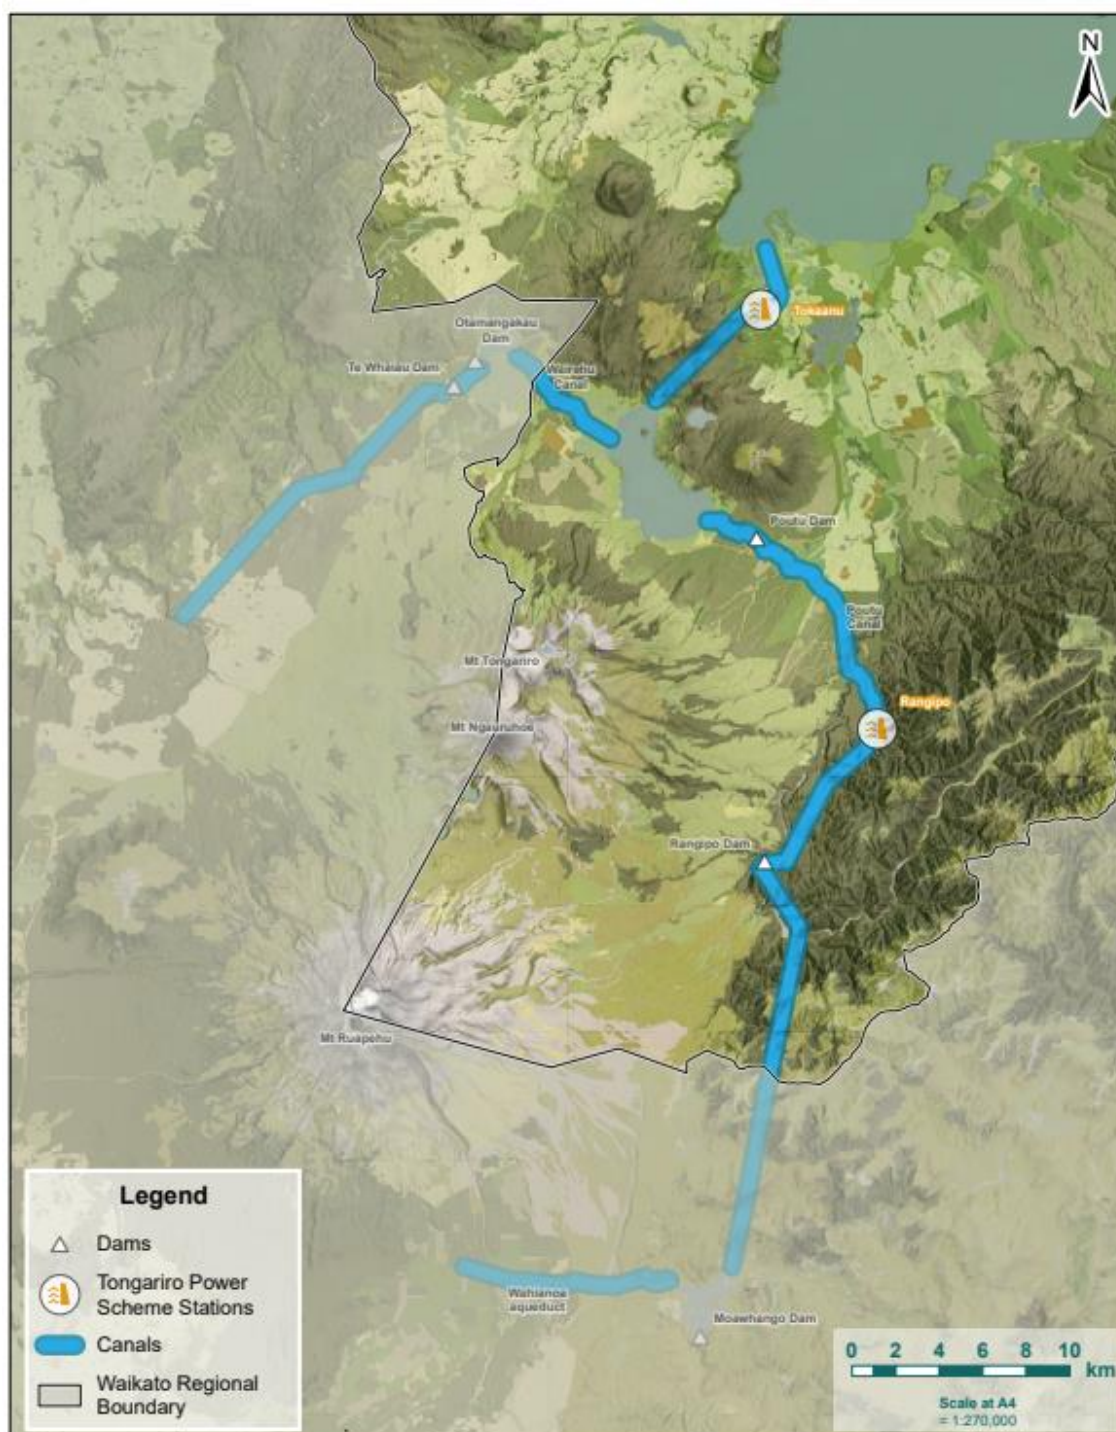 N
Tokaanu
Otamangakau
Dam
Te Whaiau Dam
Wairehu
Canal
Poutu Dam
Poutu
Canal
Mt Tongariro
Rangipo
Mt Ngauruhoe
Rangipo Dam
Mt Ruapehu
Wahianoa
aqueduct
Moawhango Dam
Legend
Dams
Tongariro Power
Scheme Stations
Canals
Waikato Regional
Boundary
0 2 4 6 8 10
km
Scale at A4
= 1:270,000